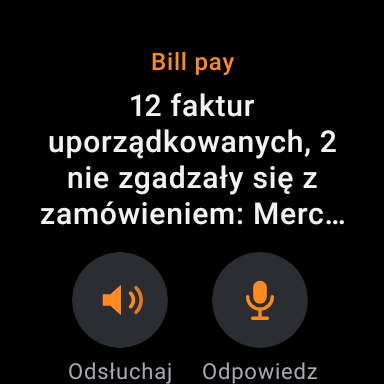 Bill pay
12 faktur
uporządkowanych, 2
nie zgadzały się z
zamówieniem: Merc…
Odsłuchaj
Odpowiedz